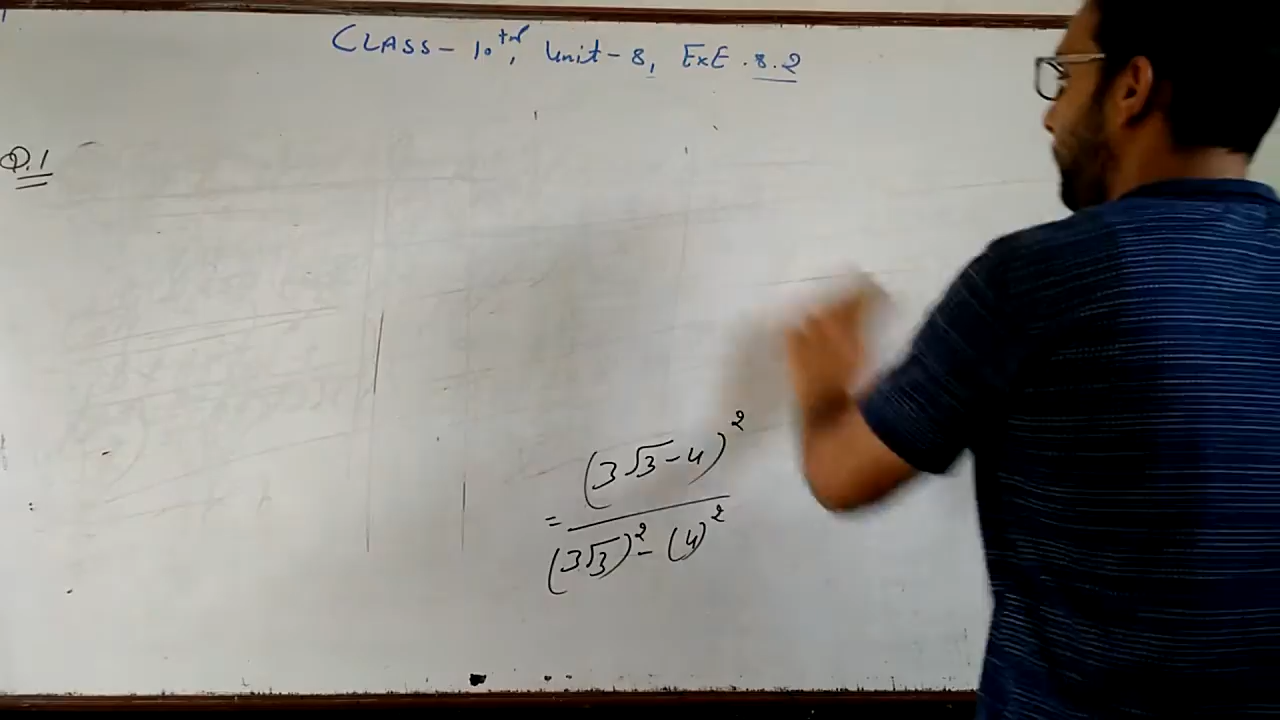 CLASS- 10th, Unit-8, EXE.8.2
Q.1
= (3√3-4)²
(3√3)² - (4)²